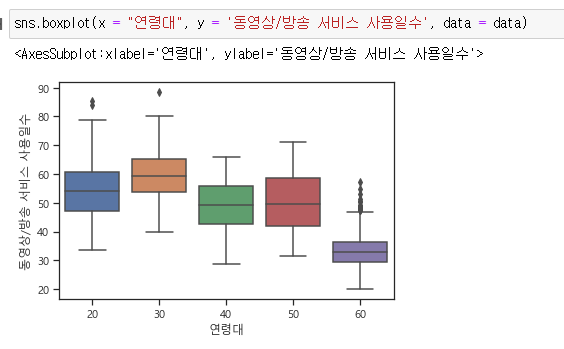 sns.boxplot(x = "연령대", y = '동영상/방송 서비스 사용일수', data = data)
<AxesSubplot:xlabel='연령대', ylabel='동영상/방송 서비스 사용일수'>
90
80
70
60
50
40
30
20
동영상/방송 서비스 사용일수
20 30 40 50 60
연령대